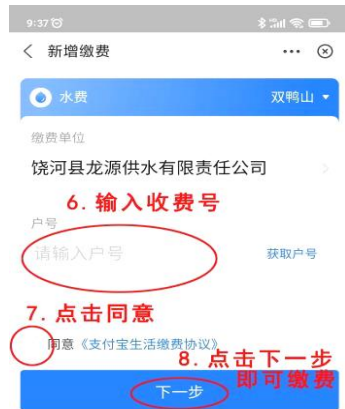 9:37
新增缴费
水费
双鸭山
缴费单位
饶河县龙源供水有限责任公司
6.输入收费号
户号
请输入户号
获取户号
7.点击同意
同意《支付宝生活缴费协议》
8.点击下一步
即可缴费
下一步